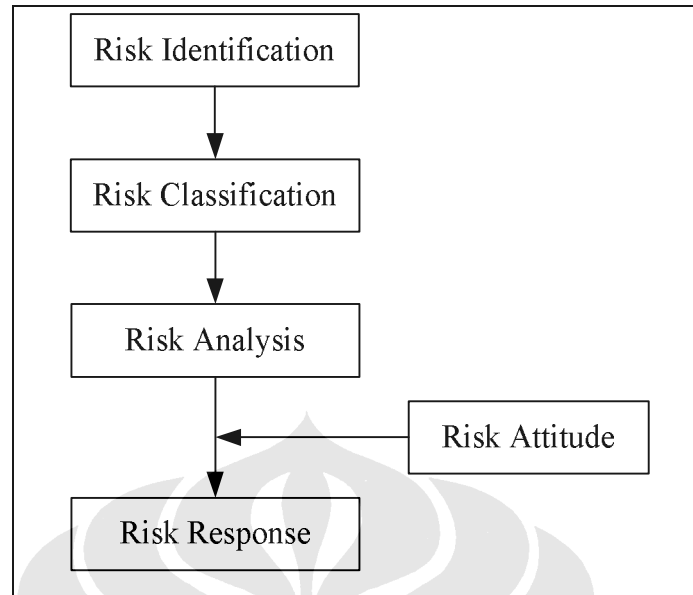 Risk Identification
Risk Classification
Risk Analysis
Risk Attitude
Risk Response